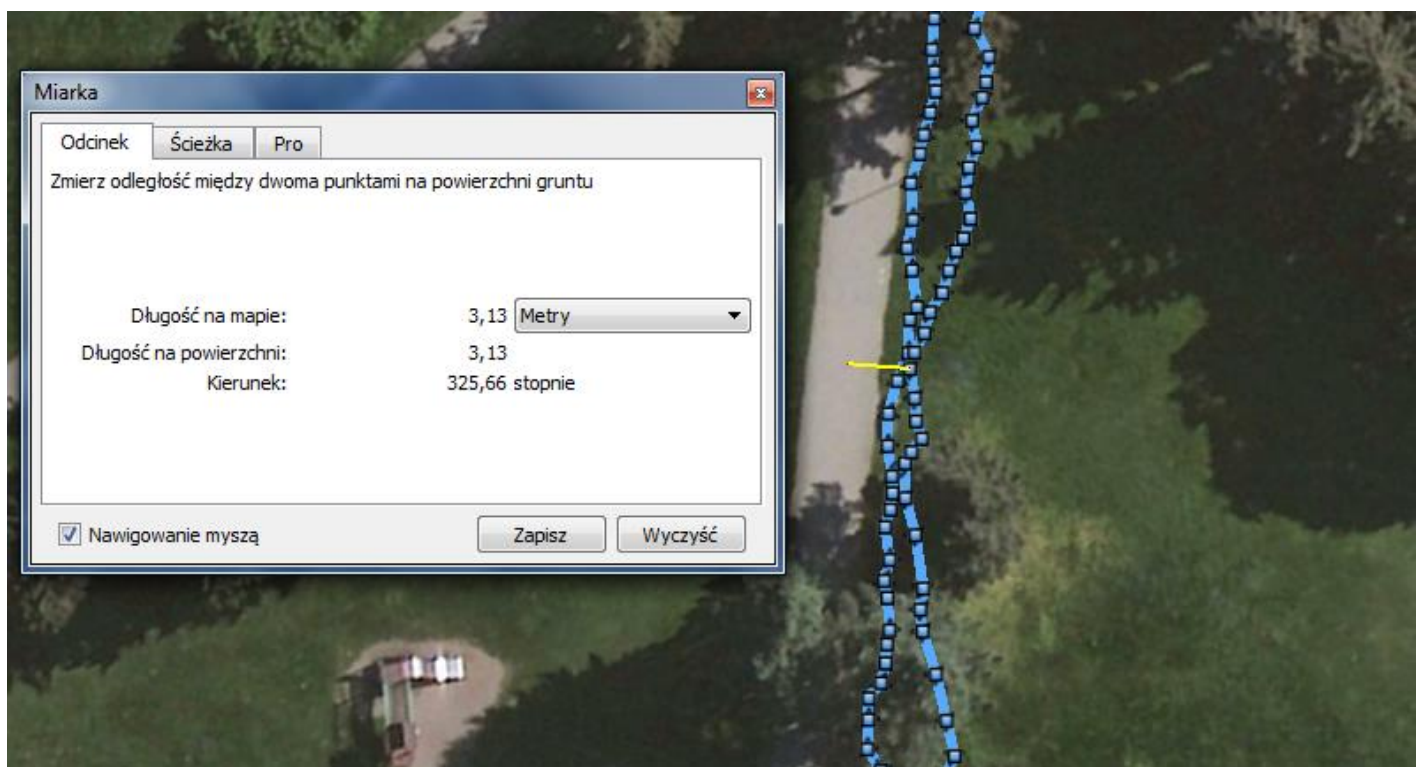 Miarka
Odcinek Ścieżka Pro
Zmierz odległość między dwoma punktami na powierzchni gruntu
Długość na mapie: 3,13 Metry
Długość na powierzchni: 3,13
Kierunek: 325,66 stopnie
Nawigowanie myszą Zapisz Wyczyść